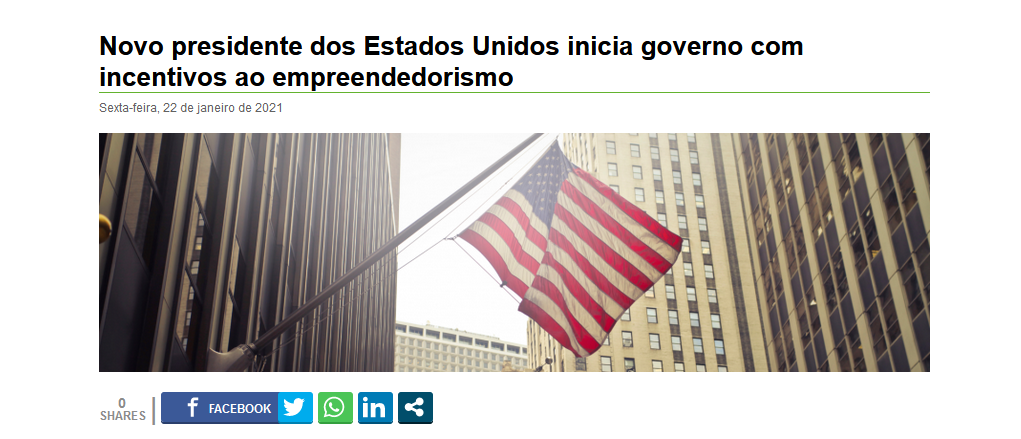 Novo presidente dos Estados Unidos inicia governo com
incentivos ao empreendedorismo
Sexta-feira, 22 de janeiro de 2021
0
SHARES
FACEBOOK